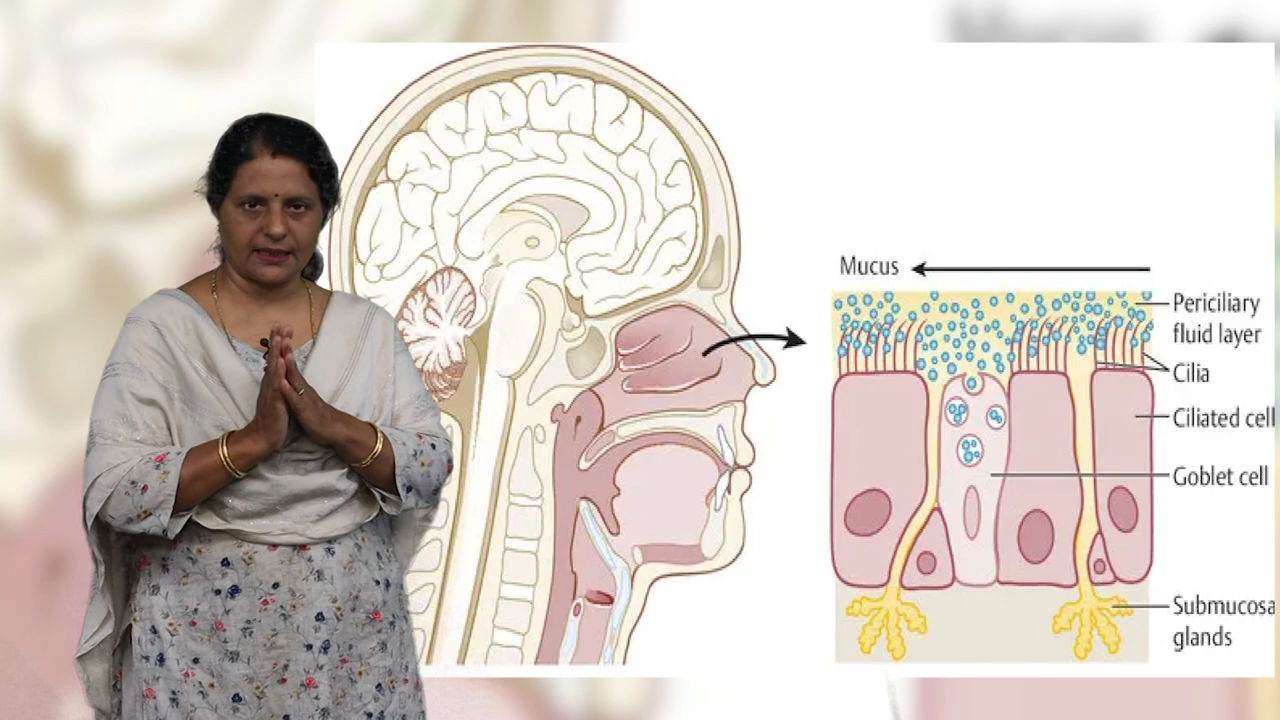 Mucus
Periciliary
fluid layer
Cilia
Ciliated cell
Goblet cell
Submucosa
glands